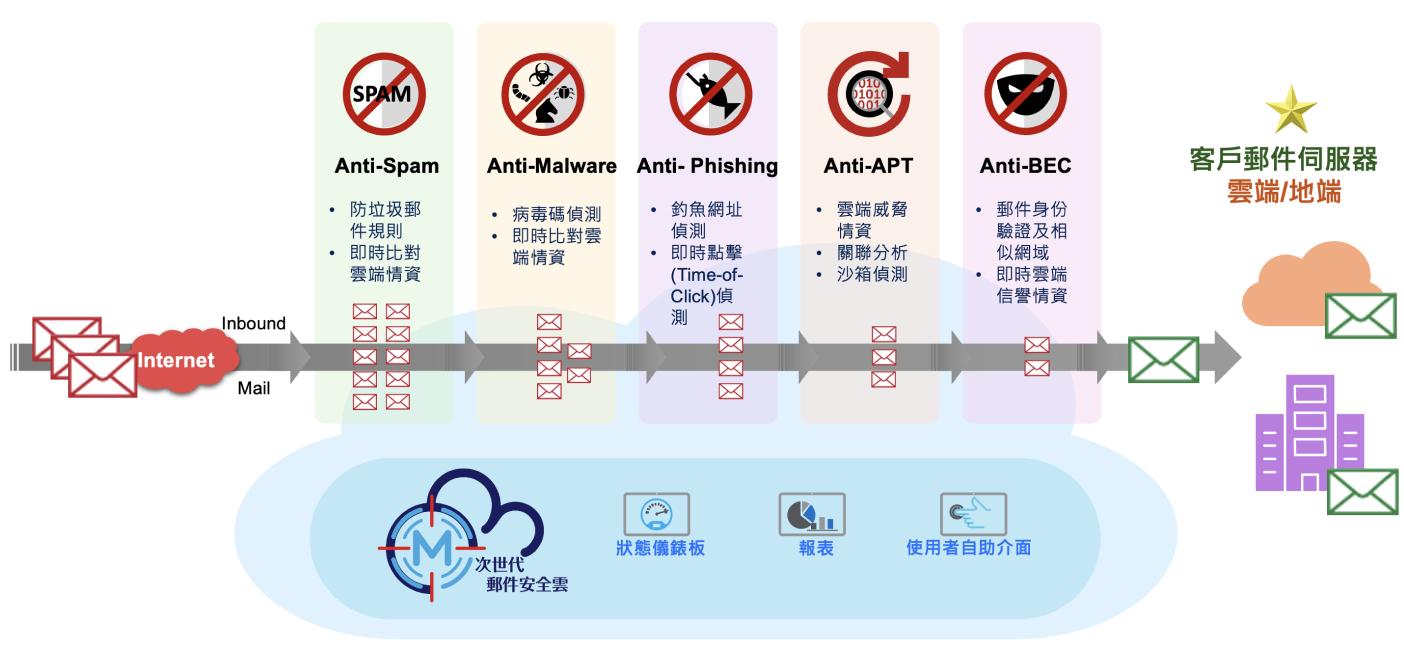 SPAM
010
01010
001
Anti-Spam
• 防垃圾郵
件規則
• 即時比對
雲端情資
Anti-Malware
• 病毒碼偵測
• 即時比對雲
端情資
Anti- Phishing
• 釣魚網址
偵測
• 即時點擊
(Time-of-
Click)偵
測
Anti-APT
• 雲端威脅
情資
• 關聯分析
• 沙箱偵測
Anti-BEC
• 郵件身份
驗證及相
似網域
• 即時雲端
信譽情資
客戶郵件伺服器
雲端/地端
Internet
Inbound
Mail
M
次世代
郵件安全雲
狀態儀錶板
報表
使用者自助介面